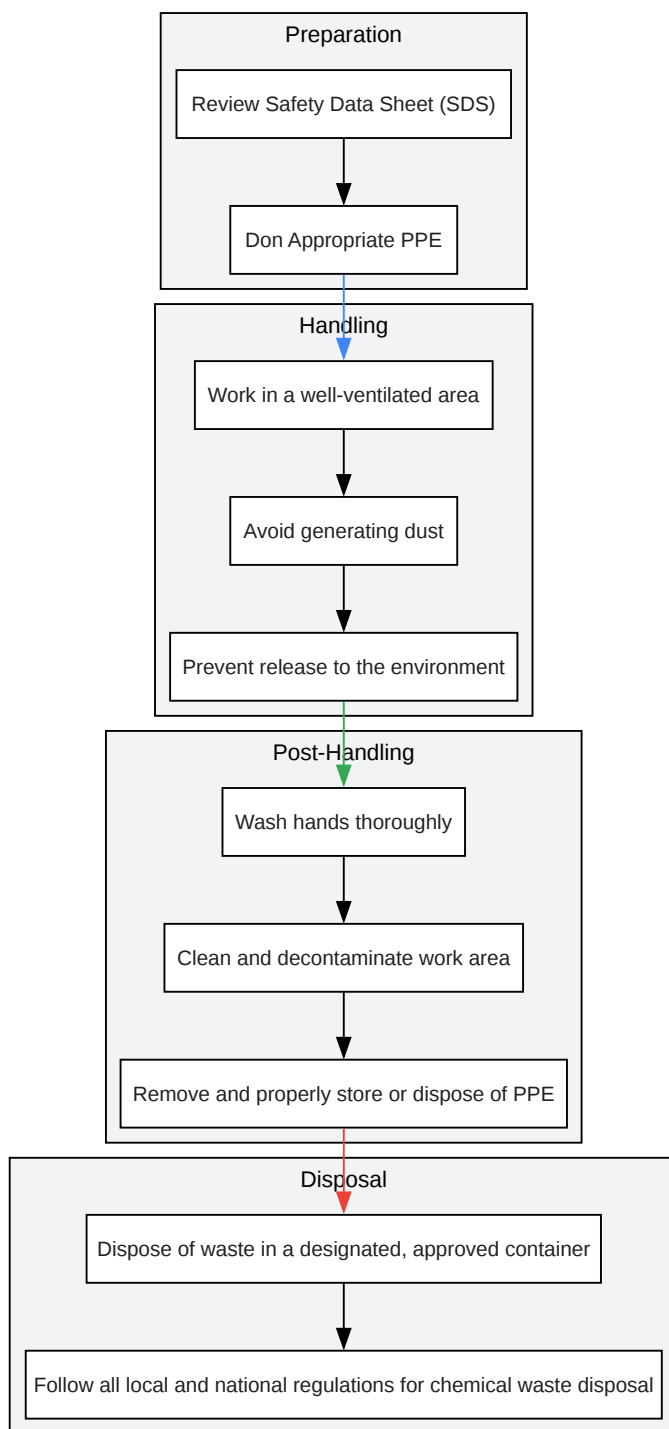 Preparation
Review Safety Data Sheet (SDS)
Don Appropriate PPE
Handling
Work in a well-ventilated area
Avoid generating dust
Prevent release to the environment
Post-Handling
Wash hands thoroughly
Clean and decontaminate work area
Remove and properly store or dispose of PPE
Disposal
Dispose of waste in a designated, approved container
Follow all local and national regulations for chemical waste disposal